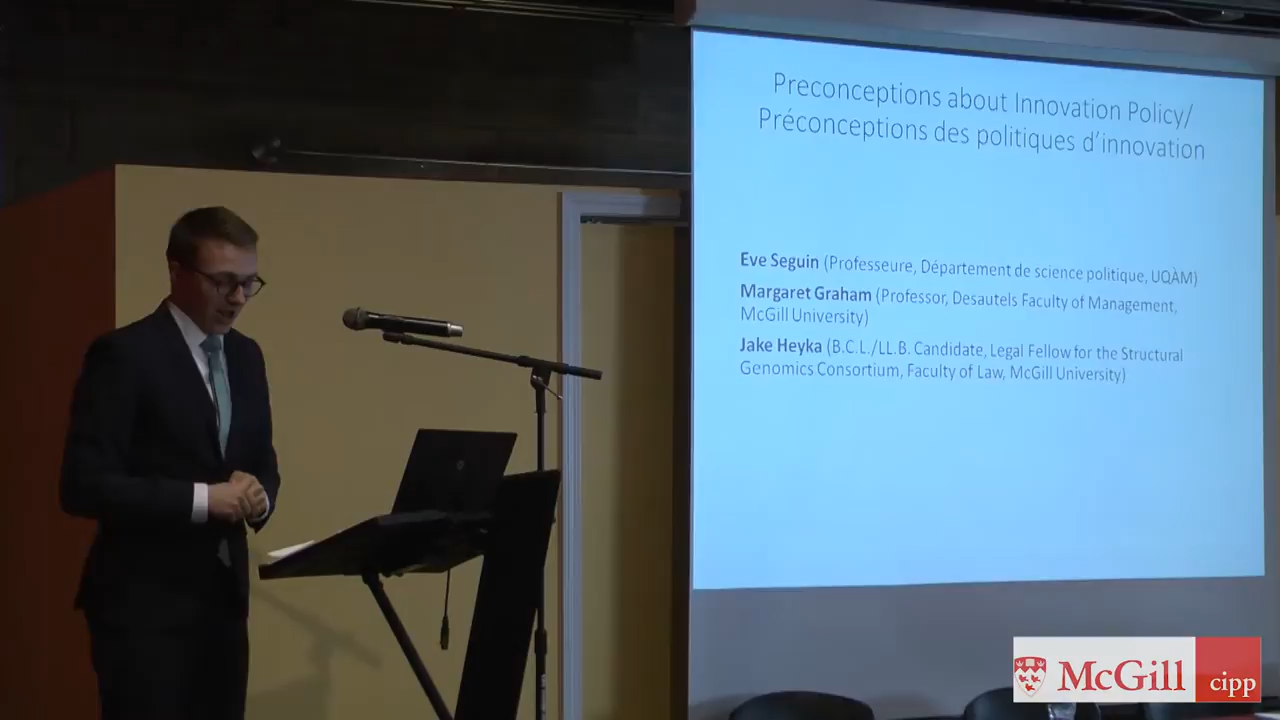 Preconceptions about Innovation Policy/
Préconceptions des politiques d'innovation
Eve Seguin (Professeure, Département de science politique, UQÀM)
Margaret Graham (Professor, Desautels Faculty of Management,
McGill University)
Jake Heyka (B.C.L./LL.B. Candidate, Legal Fellow for the Structural
Genomics Consortium, Faculty of Law, McGill University)
McGill cipp